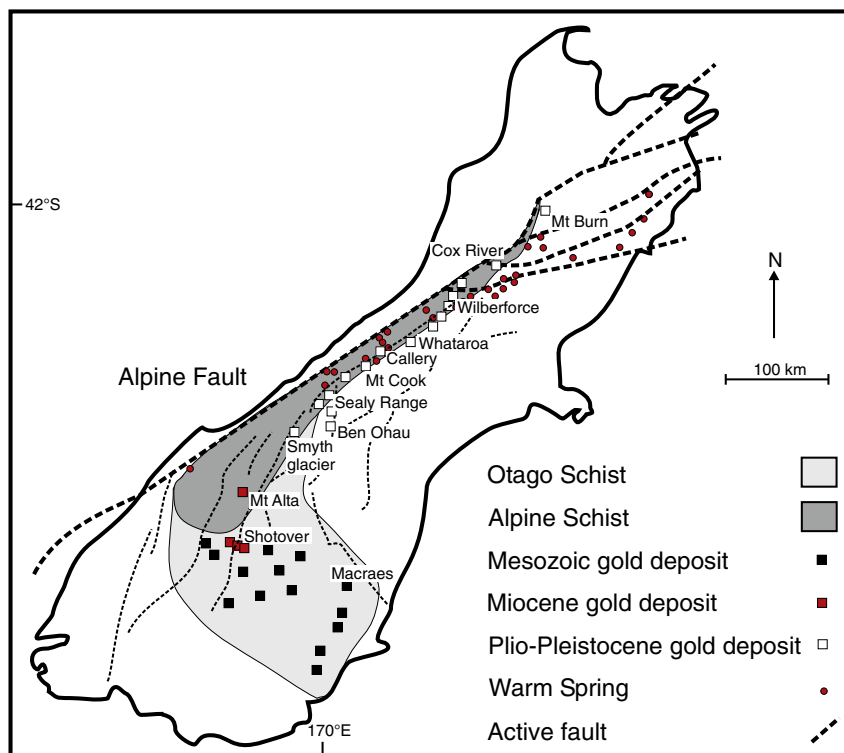 42°S
Mt Burn
Cox River
N
Wilberforce
Whataroa
100 km
Alpine Fault
Callery
Mt Cook
Sealy Range
Ben Ohau
Smyth
glacier
Otago Schist
Mt Alta
Alpine Schist
Shotover
Mesozoic gold deposit
Macraes
Miocene gold deposit
Plio-Pleistocene gold deposit
Warm Spring
170°E
Active fault